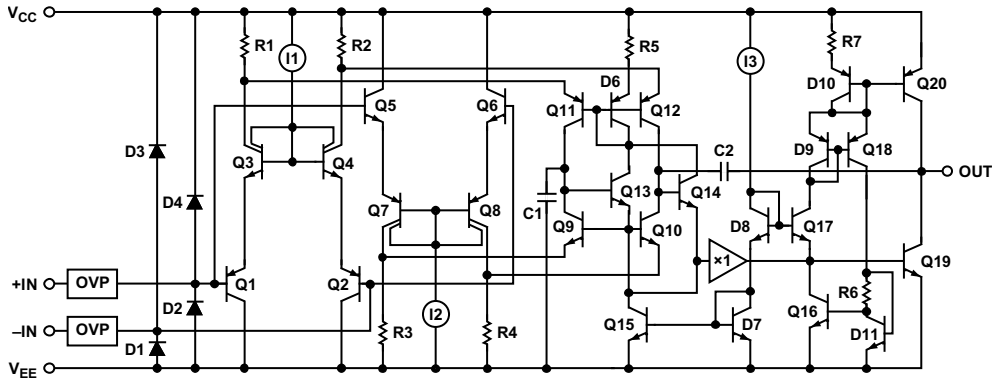 VCC
R1
I1
R2
R5
I3
R7
D6
D10
Q11
Q12
Q20
Q5
Q6
D3
Q3
Q4
D9
Q18
C2
OUT
D4
Q13
Q14
C1
Q7
Q8
Q9
Q10
D8
Q17
×1
+IN
OVP
Q1
Q2
Q19
D2
I2
R6
–IN
OVP
R3
R4
Q15
D7
Q16
D11
D1
VEE